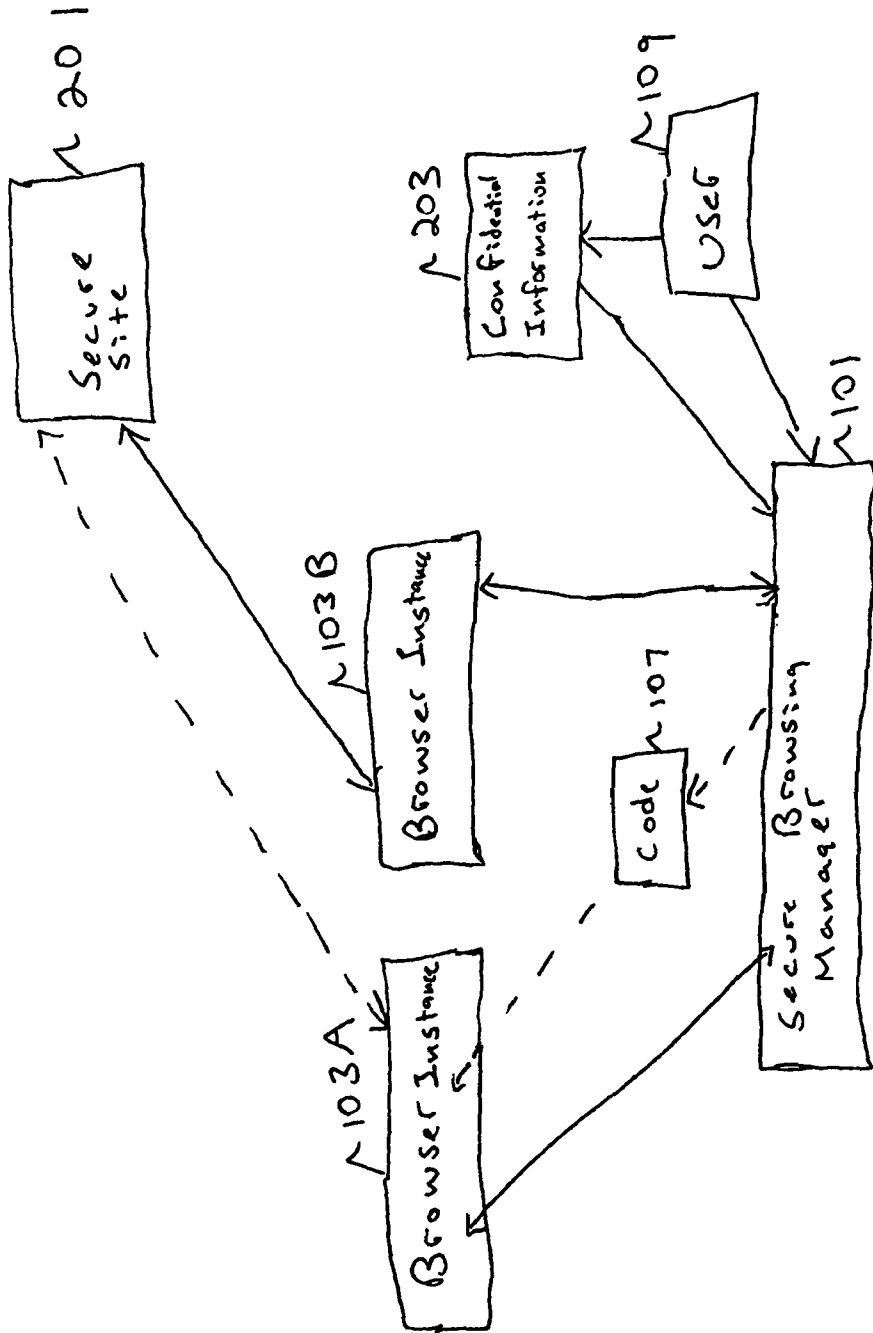 201
Secure
Site
103A
Browser Instance
103B
Browser Instance
203
Confidential
Information
107
Code
109
User
101
Secure Browsing
Manager